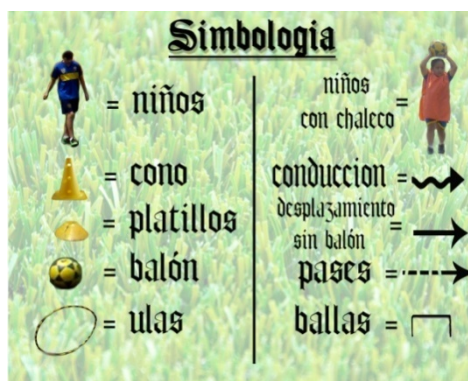 Simbologia
= niños
= cono
= platillos
= balón
= ulas
niños
con chaleco =
conduccion =
desplazamiento
sin balón =
pases =
ballas =